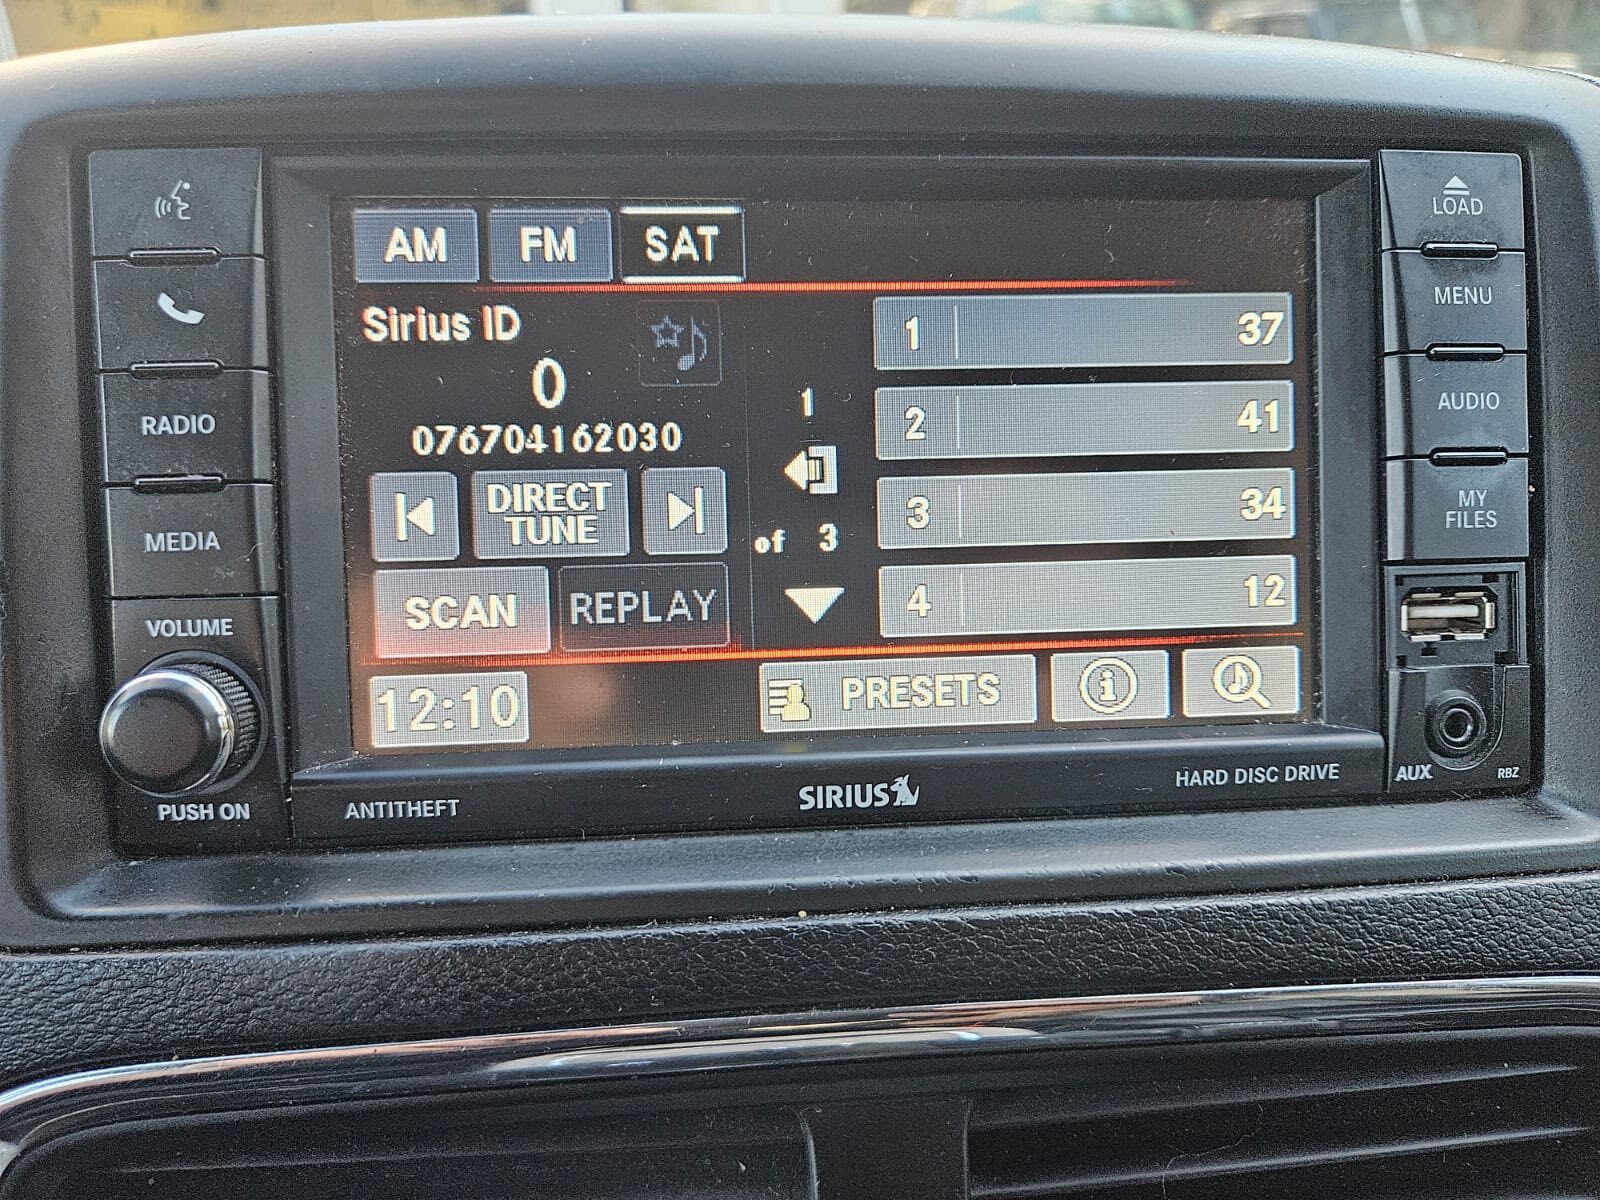 AM FM SAT
Sirius ID
0
076704162030
DIRECT
TUNE
SCAN REPLAY
1
of 3
1 37
2 41
3 34
4 12
12:10 PRESETS
RADIO
MEDIA
VOLUME
PUSH ON
LOAD
MENU
AUDIO
MY
FILES
AUX RBZ
ANTITHEFT SIRIUS HARD DISC DRIVE